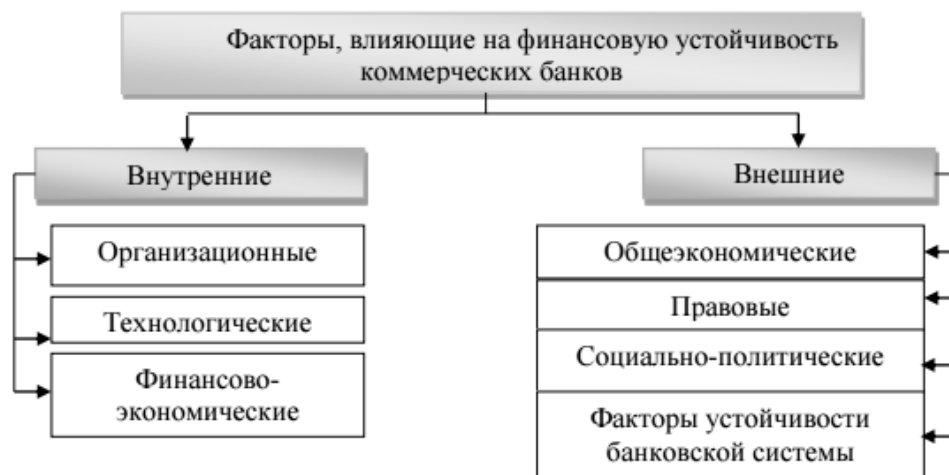 Факторы, влияющие на финансовую устойчивость
коммерческих банков
Внутренние
Организационные
Технологические
Финансово-
экономические
Внешние
Общеэкономические
Правовые
Социально-политические
Факторы устойчивости
банковской системы